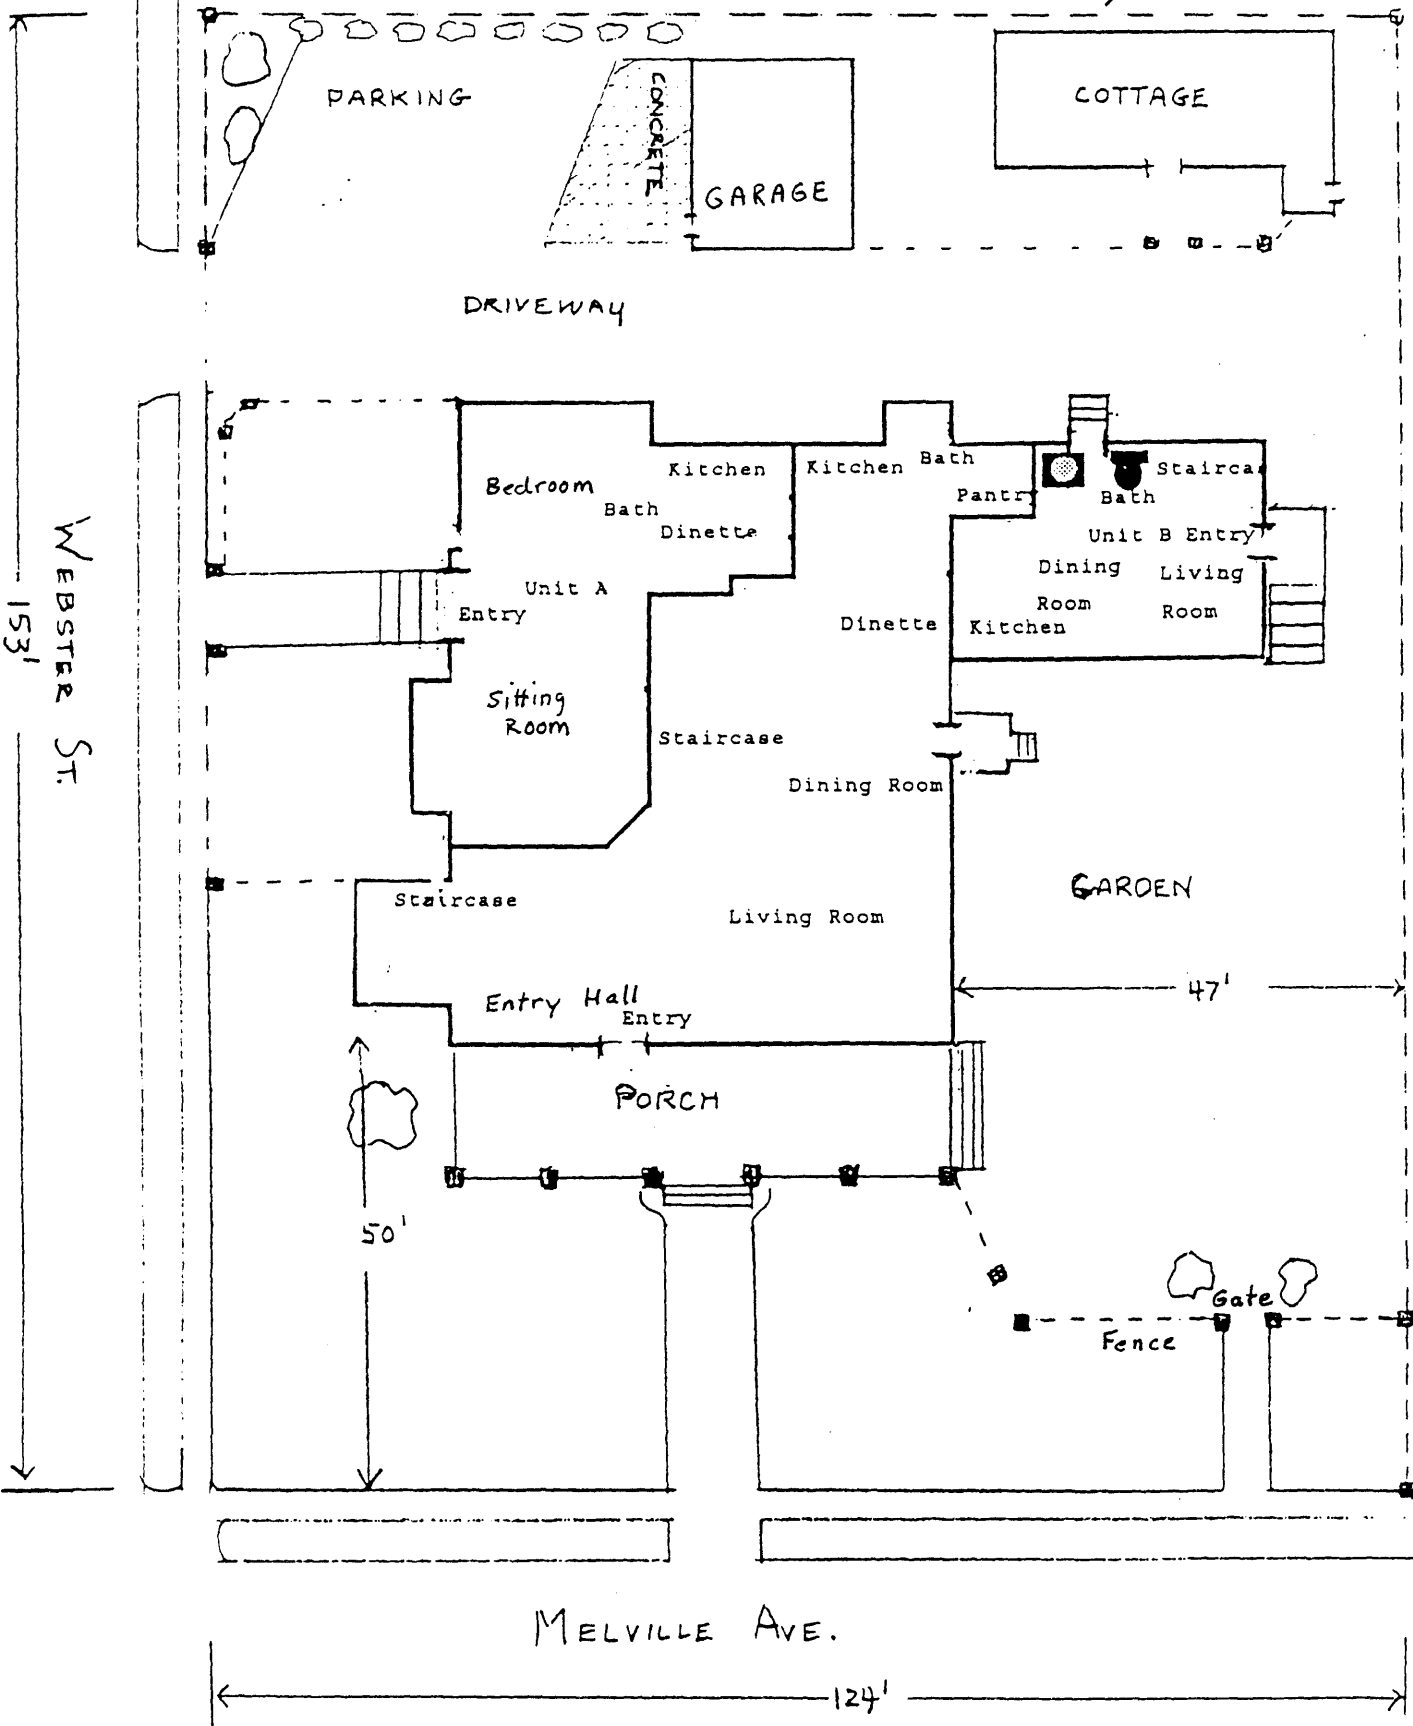 PARKING
CONCRETE
GARAGE
COTTAGE
DRIVEWAY
WEBSTER ST.
153'
Bedroom
Bath
Kitchen
Dinette
Unit A
Entry
Sitting
Room
Kitchen
Bath
Pantr
Bath
Stairca
Unit B Entry
Dining
Room
Living
Room
Kitchen
Dinette
Staircase
Dining Room
Staircase
Living Room
GARDEN
47'
Entry Hall
Entry
PORCH
50'
Gate
Fence
MELVILLE AVE.
124'